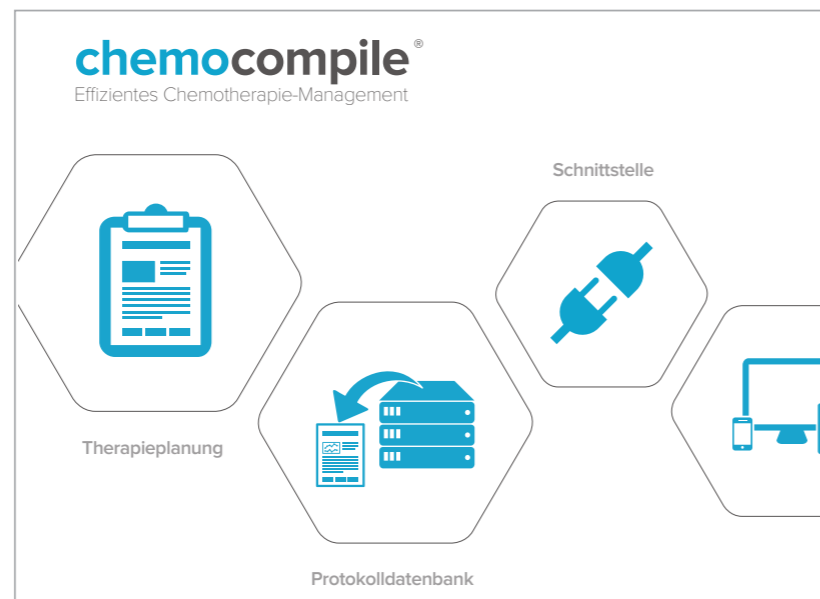 chemocompile®
Effizientes Chemotherapie-Management
Schnittstelle
Therapieplanung
Protokolldatenbank